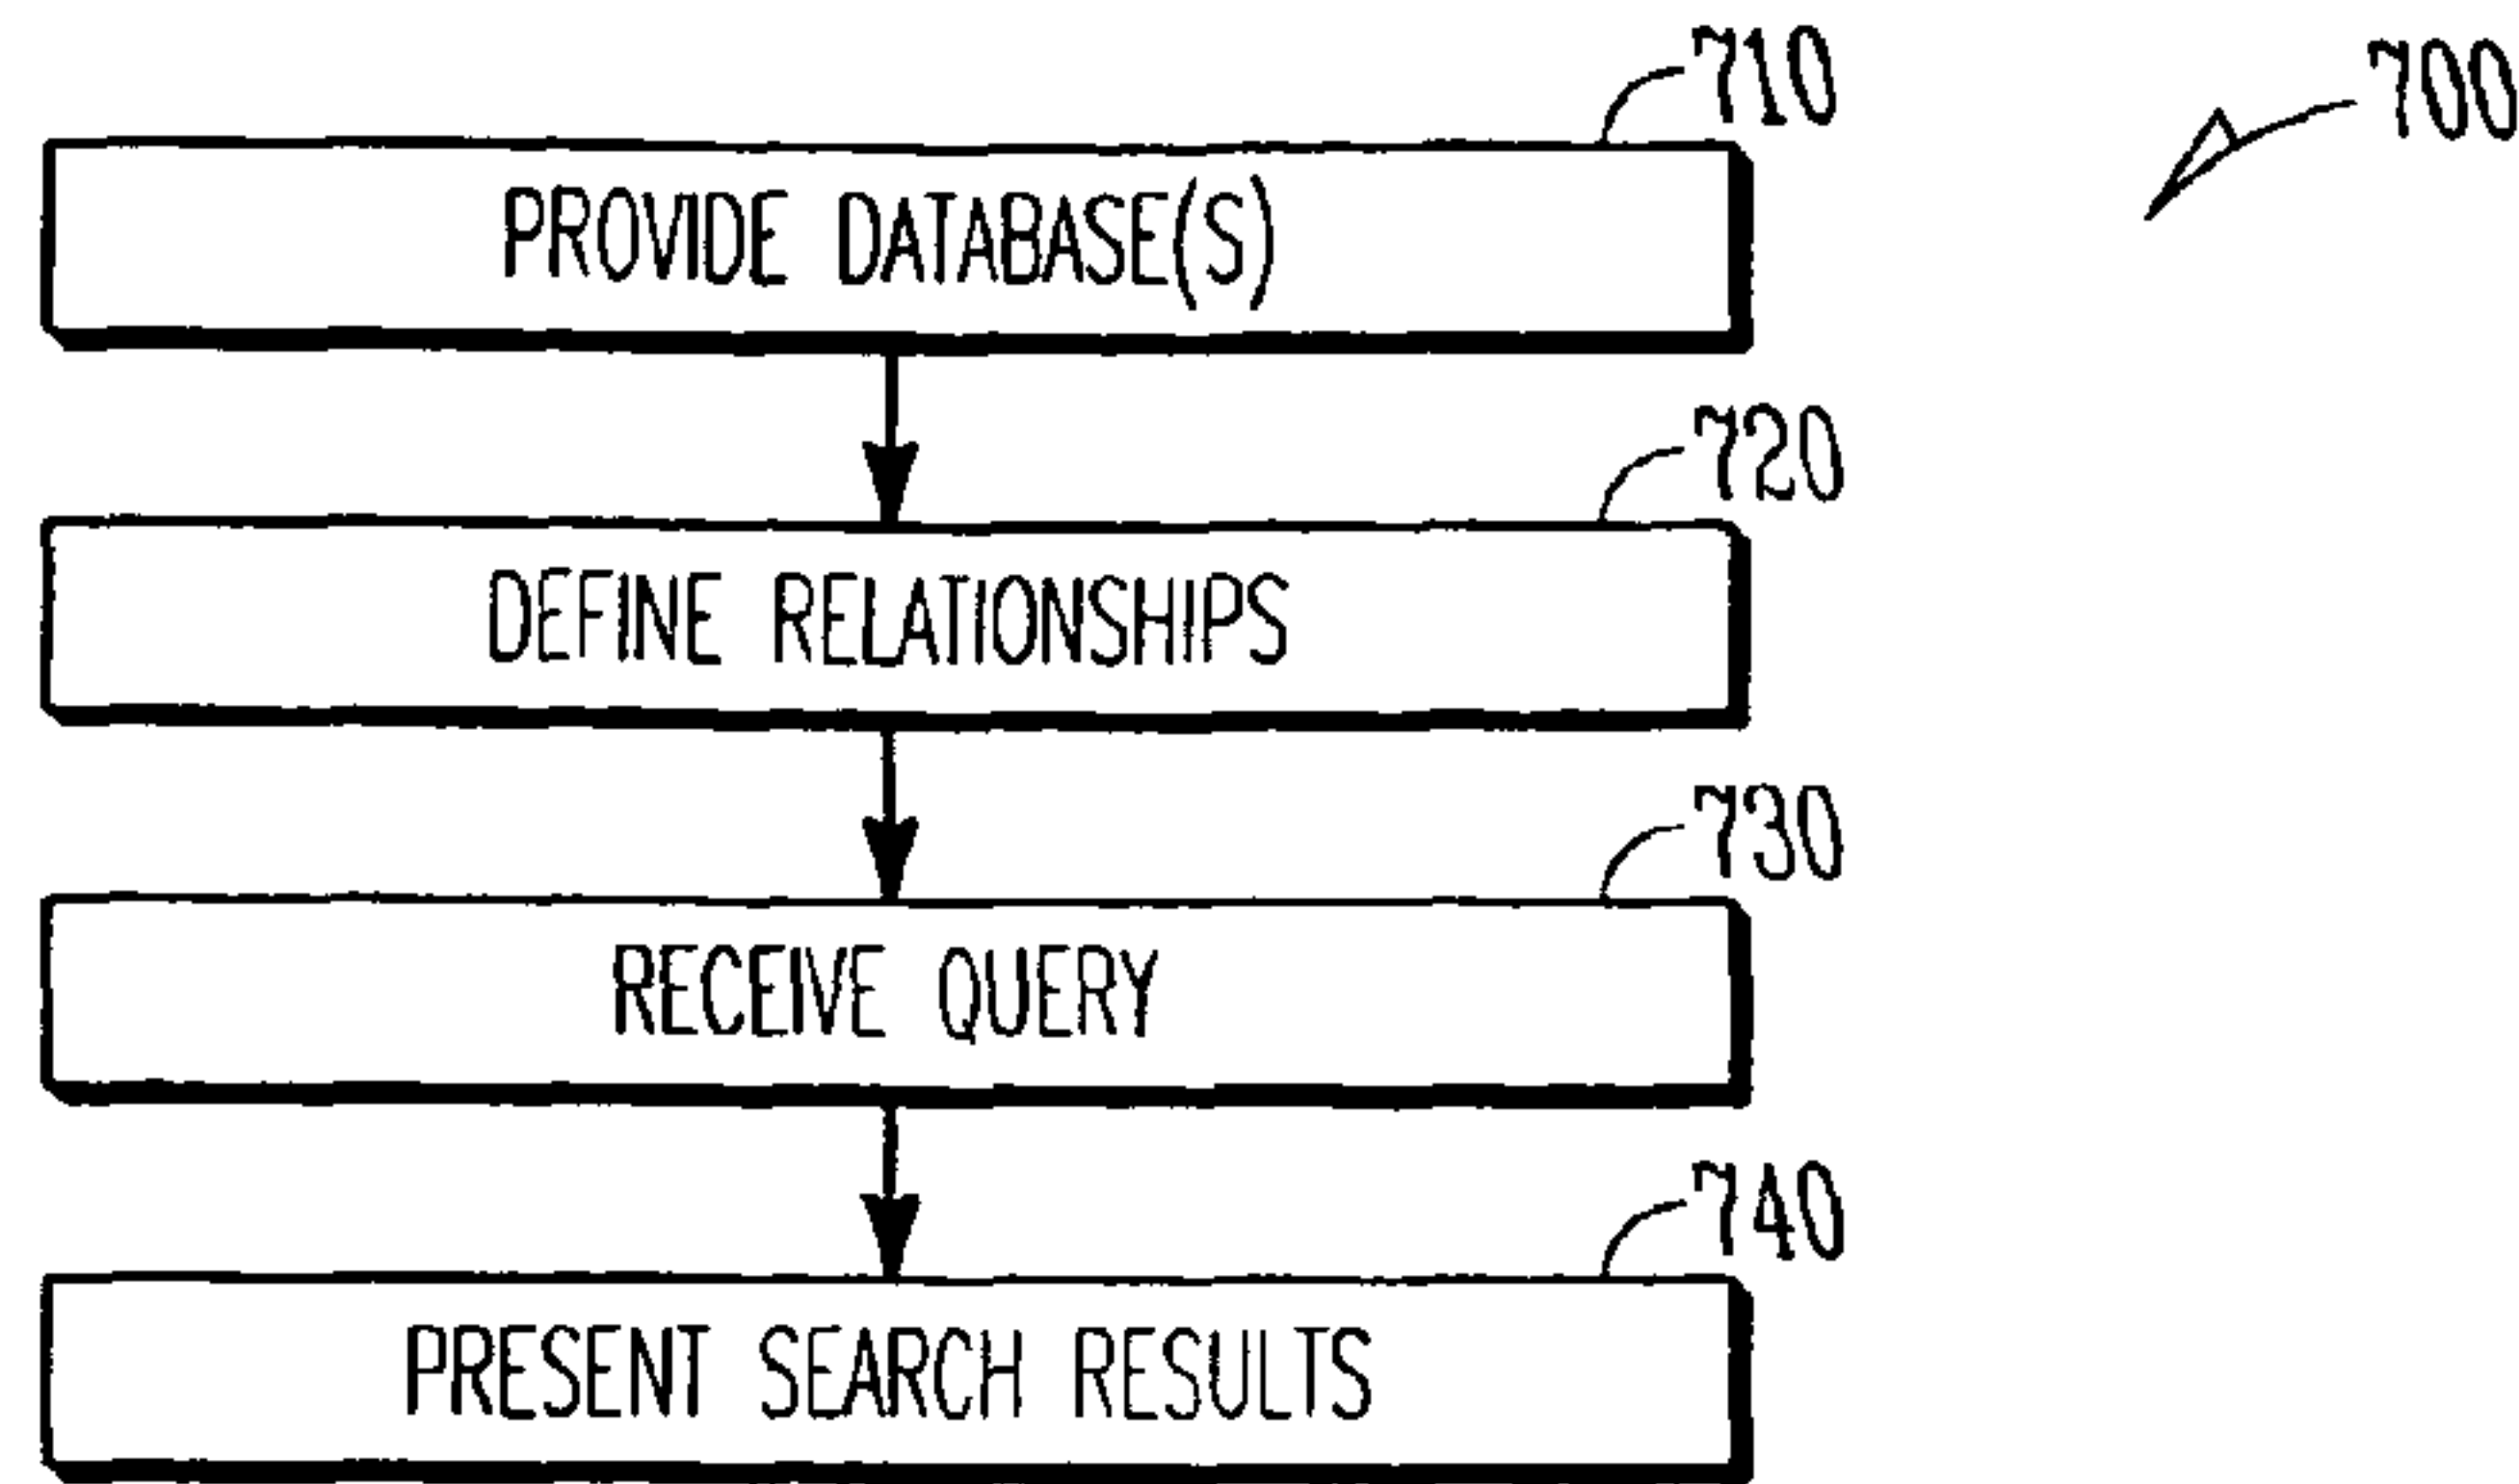 710
700
PROVIDE DATABASE(S)
720
DEFINE RELATIONSHIPS
730
RECEIVE QUERY
740
PRESENT SEARCH RESULTS